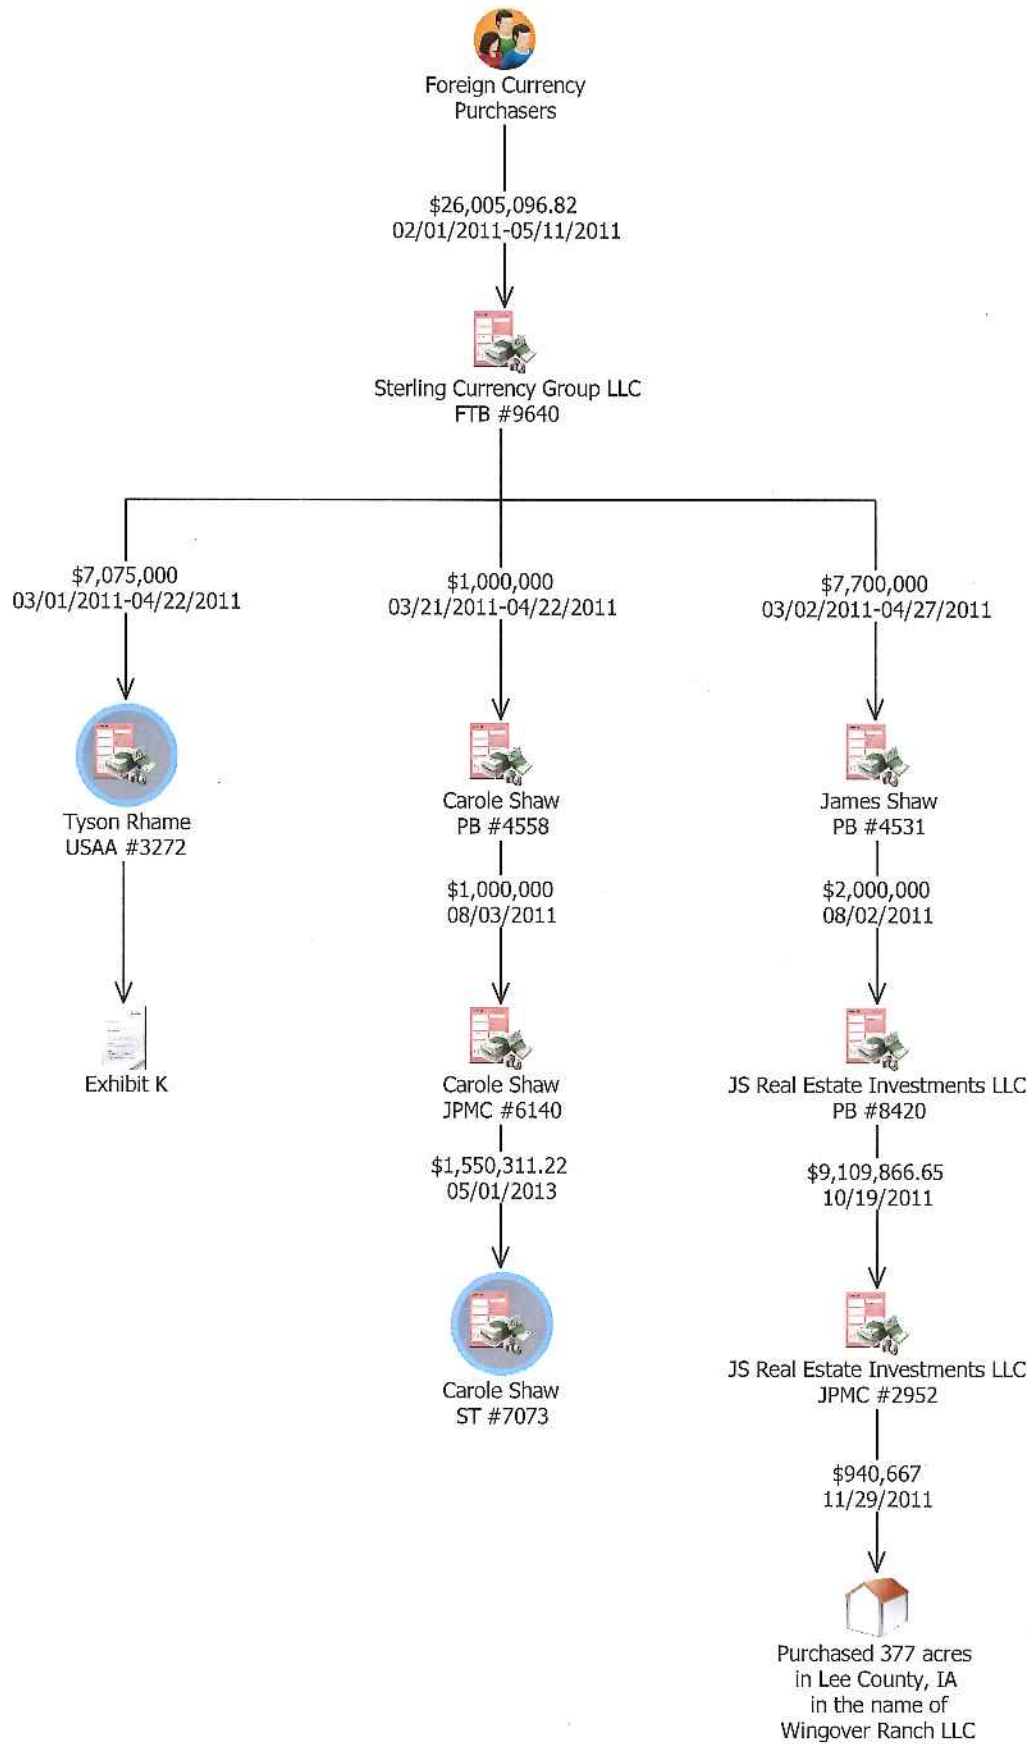 Foreign Currency
Purchasers
$26,005,096.82
02/01/2011-05/11/2011
Sterling Currency Group LLC
FTB #9640
$7,075,000
03/01/2011-04/22/2011
$1,000,000
03/21/2011-04/22/2011
$7,700,000
03/02/2011-04/27/2011
Tyson Rhame
USAA #3272
Carole Shaw
PB #4558
James Shaw
PB #4531
$1,000,000
08/03/2011
$2,000,000
08/02/2011
Exhibit K
Carole Shaw
JPMC #6140
JS Real Estate Investments LLC
PB #8420
$1,550,311.22
05/01/2013
$9,109,866.65
10/19/2011
Carole Shaw
ST #7073
JS Real Estate Investments LLC
JPMC #2952
$940,667
11/29/2011
Purchased 377 acres
in Lee County, IA
in the name of
Wingover Ranch LLC